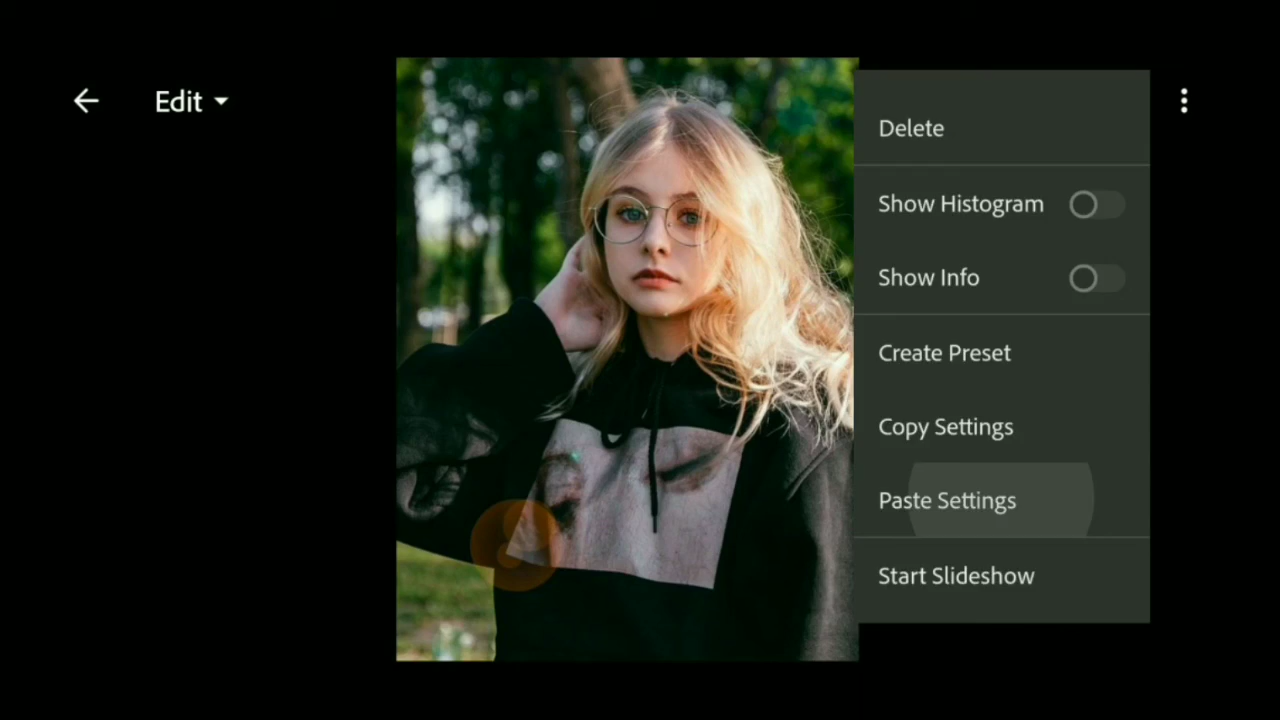 Edit
Delete
Show Histogram
Show Info
Create Preset
Copy Settings
Paste Settings
Start Slideshow